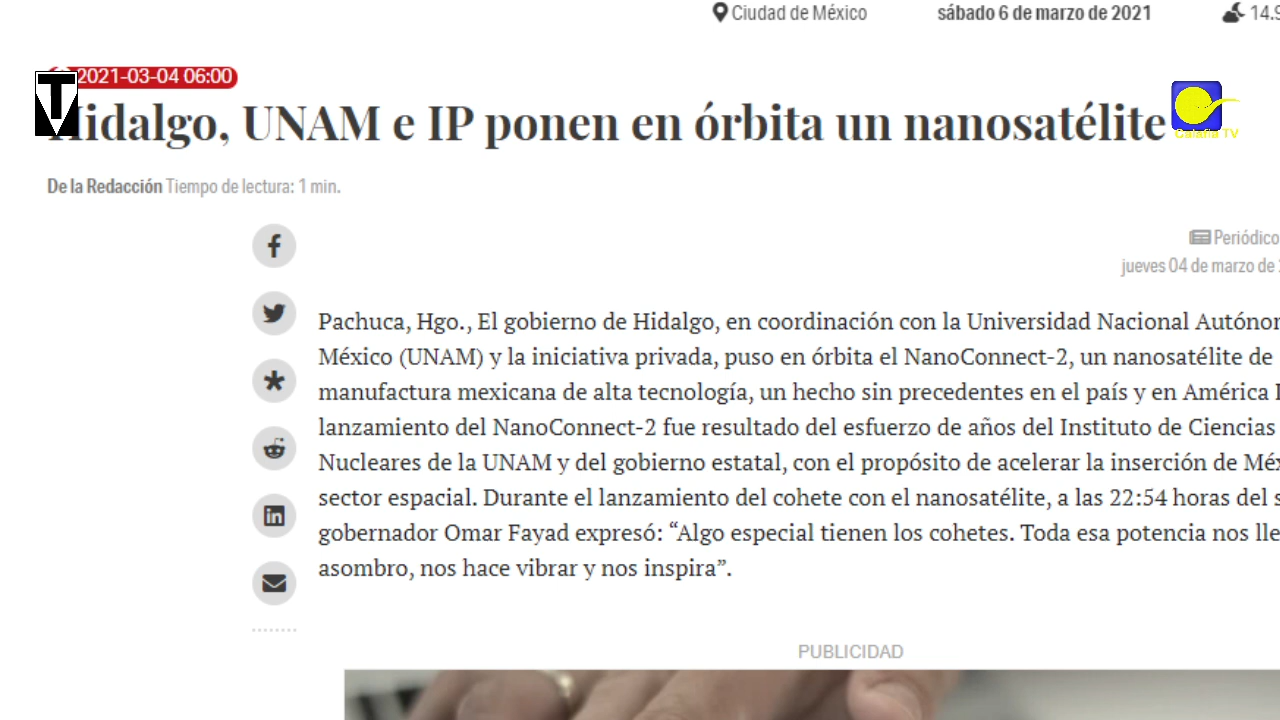 Ciudad de México sábado 6 de marzo de 2021 14.9
2021-03-04 06:00
TV
Hidalgo, UNAM e IP ponen en órbita un nanosatélite
Calafia TV
De la Redacción Tiempo de lectura: 1 min.
Periódico
jueves 04 de marzo de
Pachuca, Hgo., El gobierno de Hidalgo, en coordinación con la Universidad Nacional
México (UNAM) y la iniciativa privada, puso en órbita el NanoConnect-2, un nanosatélite de
manufactura mexicana de alta tecnología, un hecho sin precedentes en el país y en América
lanzamiento del NanoConnect-2 fue resultado del esfuerzo de años del Instituto de Ciencias
Nucleares de la UNAM y del gobierno estatal, con el propósito de acelerar la inserción de
sector espacial. Durante el lanzamiento del cohete con el nanosatélite, a las 22:54 horas del
gobernador Omar Fayad expresó: “Algo especial tienen los cohetes. Toda esa potencia nos
asombro, nos hace vibrar y nos inspira”.
PUBLICIDAD